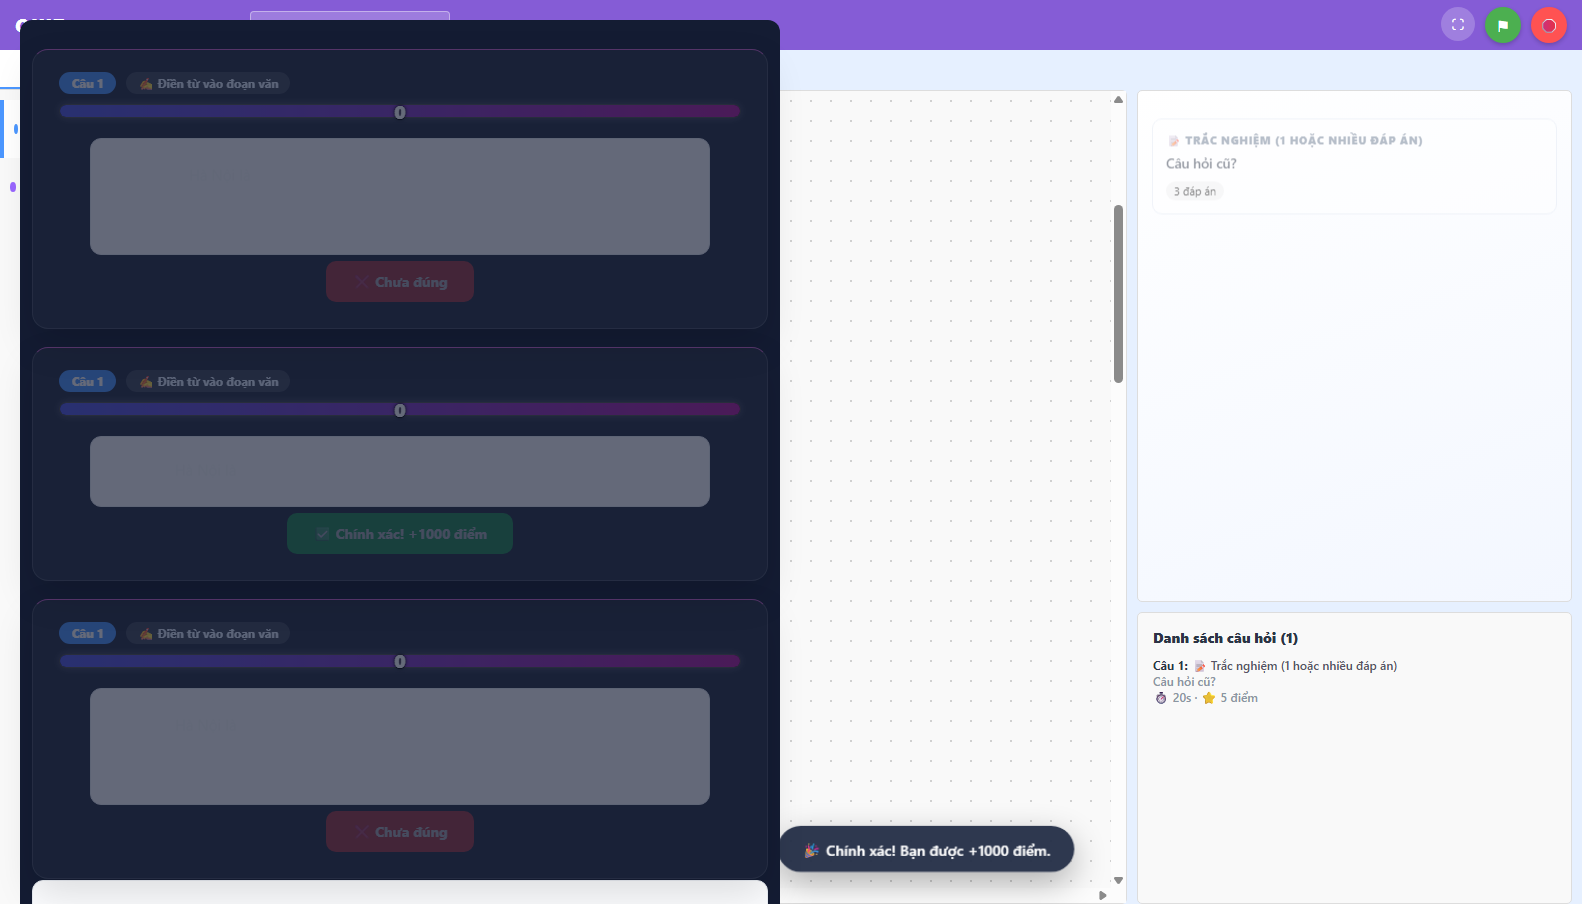 Câu 1
✍ Điền từ vào đoạn văn
0
❌ Chưa đúng
Câu 1
✍ Điền từ vào đoạn văn
0
✅ Chính xác! +1000 điểm
Câu 1
✍ Điền từ vào đoạn văn
0
❌ Chưa đúng
🎉 Chính xác! Bạn được +1000 điểm.
📝 TRẮC NGHIỆM (1 HOẶC NHIỀU ĐÁP ÁN)
Câu hỏi cũ?
3 đáp án
Danh sách câu hỏi (1)
Câu 1: 📝 Trắc nghiệm (1 hoặc nhiều đáp án)
Câu hỏi cũ?
⏱ 20s · ⭐ 5 điểm